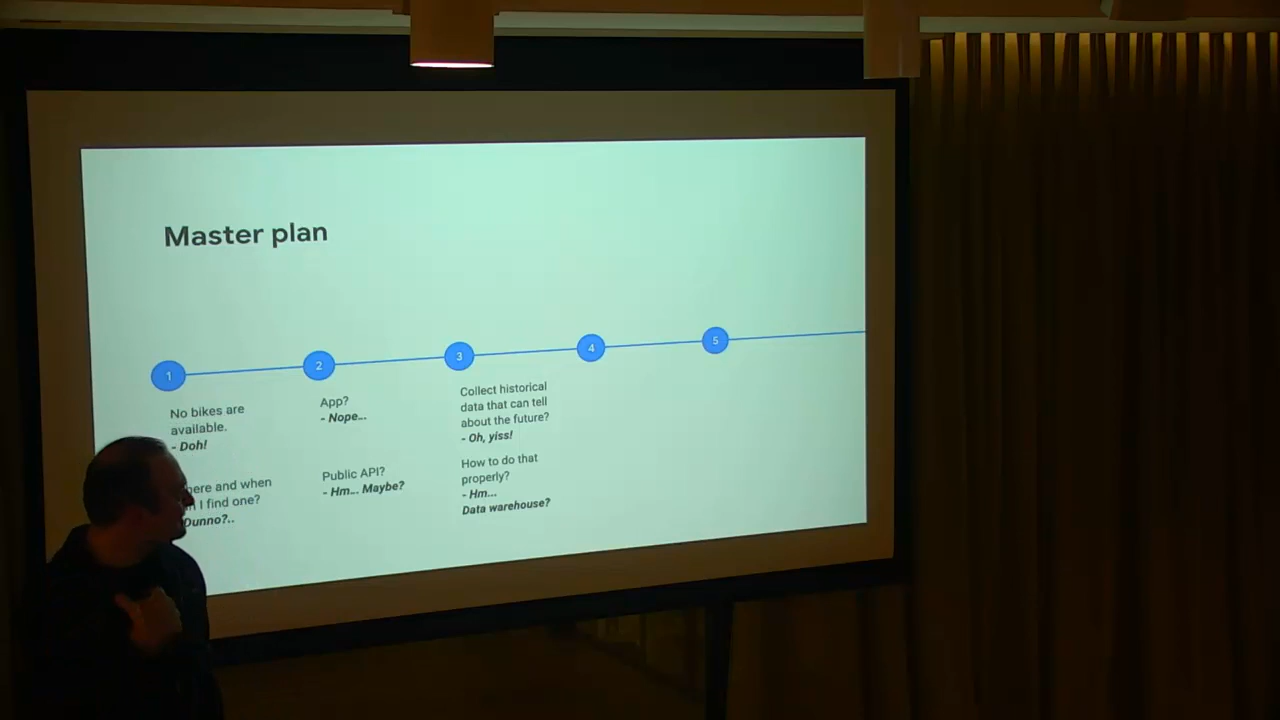 Master plan
1
2
3
4
5
No bikes are
available.
- Doh!
here and when
I find one?
Dunno?..
App?
- Nope...
Public API?
- Hm... Maybe?
Collect historical
data that can tell
about the future?
- Oh, yiss!
How to do that
properly?
- Hm...
Data warehouse?